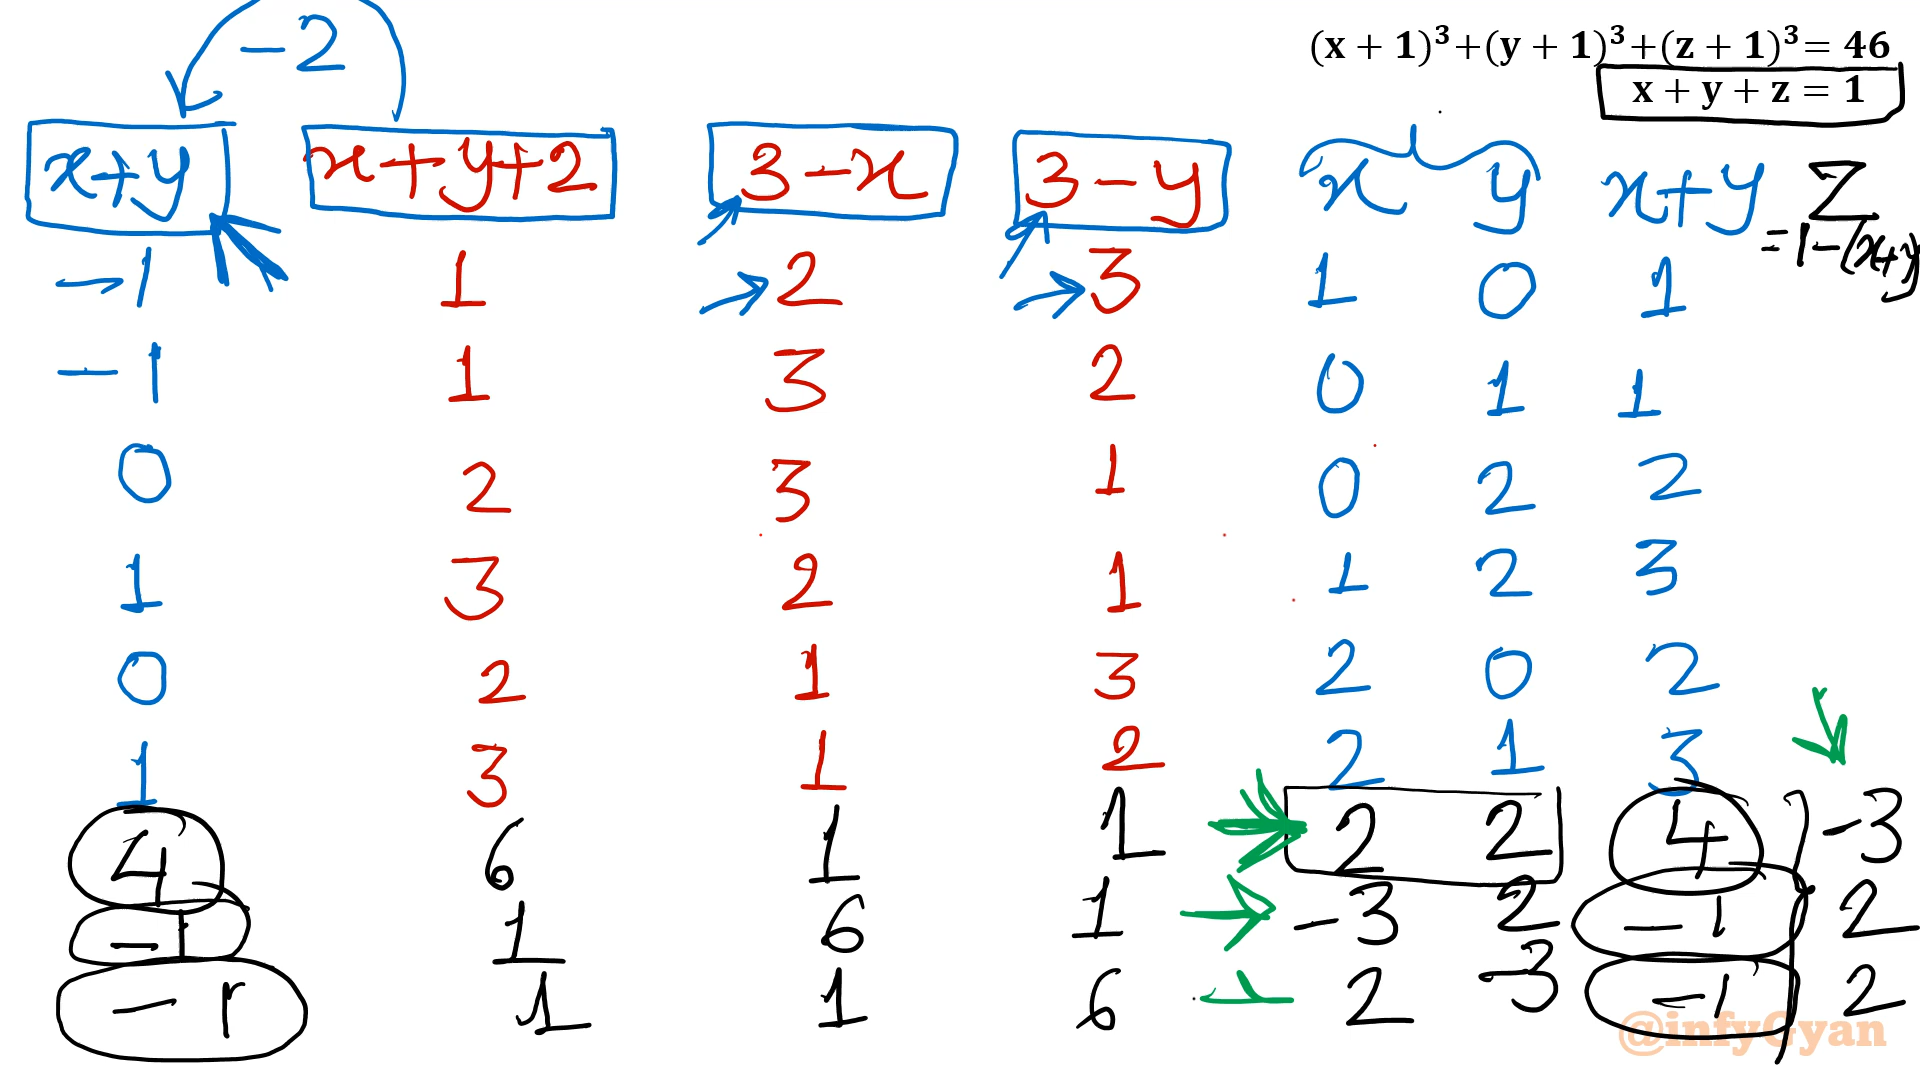 −2
(x + 1)³+(y + 1)³+(z + 1)³= 46
x + y + z = 1
x+y x+y+2 3−x 3−y x y x+y z
=1−(x+y)
−1 1 2 3 1 0 1
−1 1 3 2 0 1 1
0 2 3 1 0 2 2
1 3 2 1 1 2 3
0 2 1 3 2 0 2
1 3 1 2 2 1 3
4 6 1 1 2 2 4 −3
−1 1 6 1 −3 2 −1 2
−1 1 1 6 2 −3 −1 2
@infyGyan